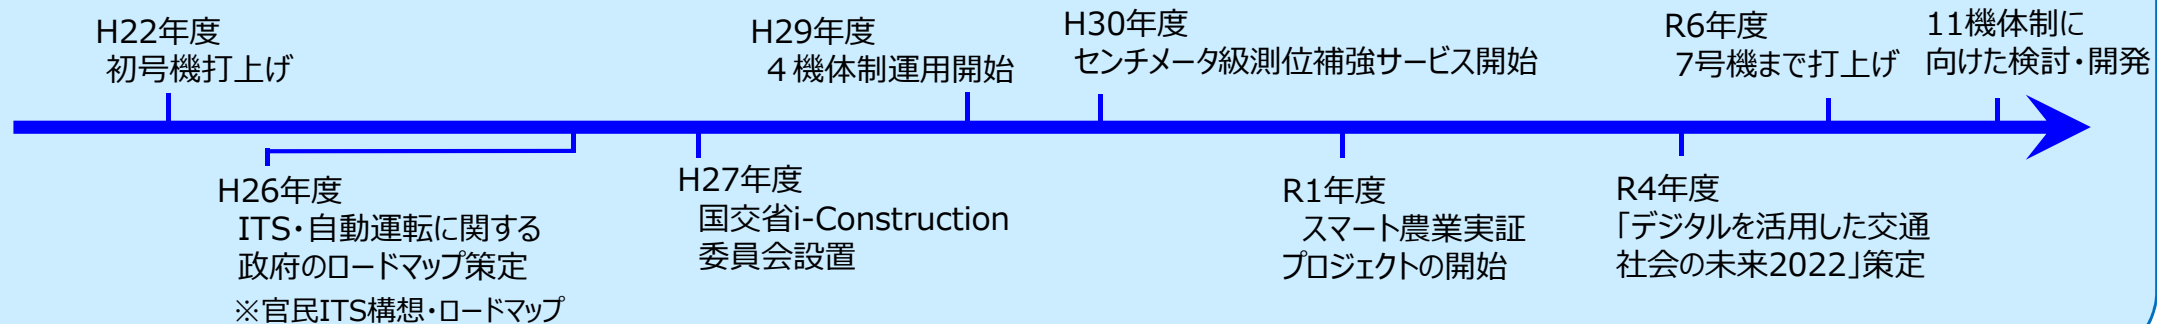 H22年度
初号機打上げ
H29年度
４機体制運用開始
H30年度
センチメータ級測位補強サービス開始
R6年度
7号機まで打上げ
11機体制に
向けた検討・開発
H26年度
ITS・自動運転に関する
政府のロードマップ策定
※官民ITS構想・ロードマップ
H27年度
国交省i-Construction
委員会設置
R1年度
スマート農業実証
プロジェクトの開始
R4年度
「デジタルを活用した交通
社会の未来2022」策定